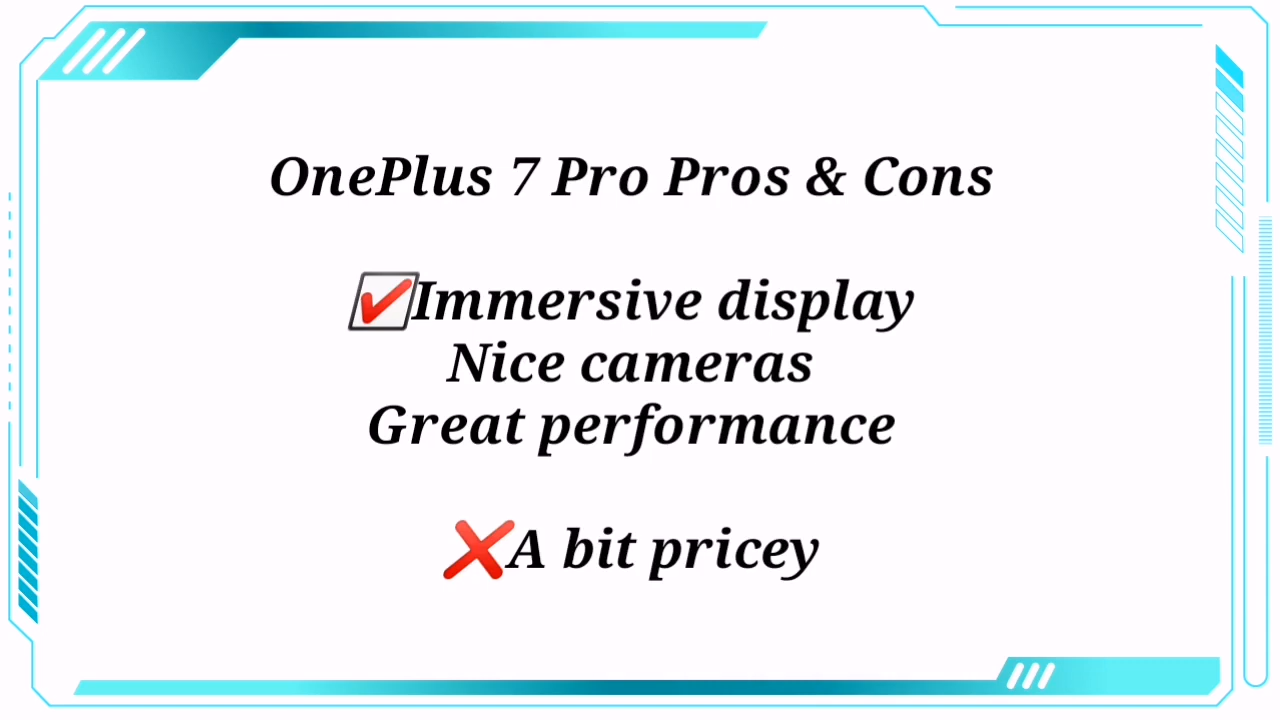 OnePlus 7 Pro Pros & Cons
☑Immersive display
Nice cameras
Great performance
❌A bit pricey